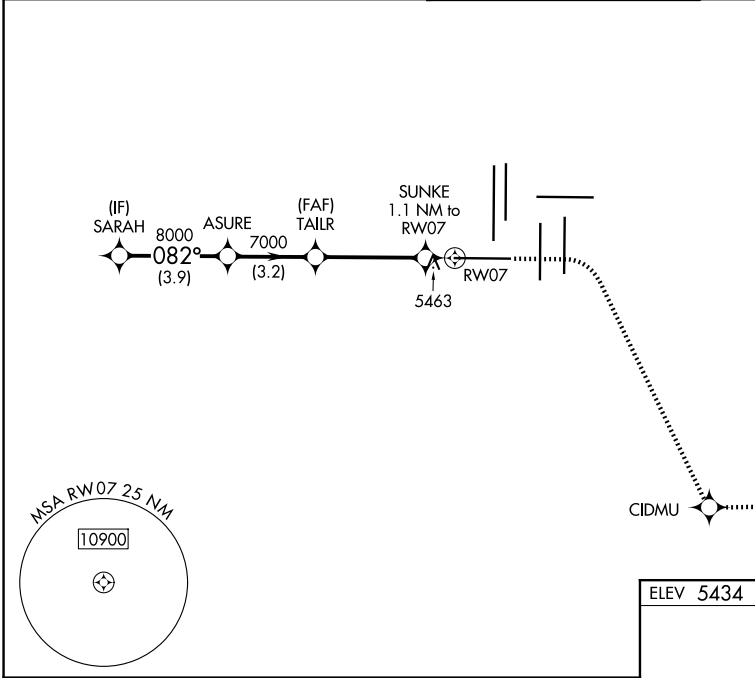 (IF)
SARAH
8000
082°
(3.9)
ASURE
7000
(3.2)
(FAF)
TAILR
SUNKE
1.1 NM to
RW07
5463
RW07
CIDMU
MSA RW07 25 NM
10900
ELEV 5434